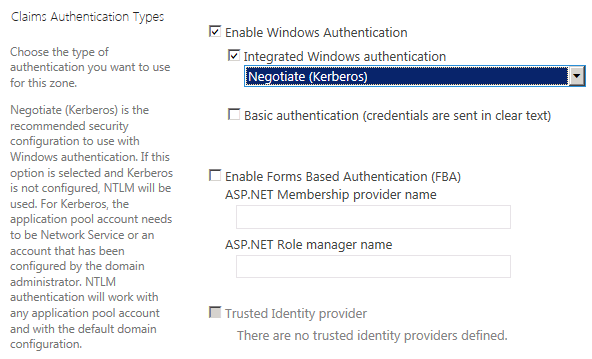 Claims Authentication Types
Choose the type of
authentication you want to use
for this zone.
Negotiate (Kerberos) is the
recommended security
configuration to use with
Windows authentication. If this
option is selected and Kerberos
is not configured, NTLM will be
used. For Kerberos, the
application pool account needs
to be Network Service or an
account that has been
configured by the domain
administrator. NTLM
authentication will work with
any application pool account
and with the default domain
configuration.
Enable Windows Authentication
Integrated Windows authentication
Negotiate (Kerberos)
Basic authentication (credentials are sent in clear text)
Enable Forms Based Authentication (FBA)
ASP.NET Membership provider name
ASP.NET Role manager name
Trusted Identity provider
There are no trusted identity providers defined.